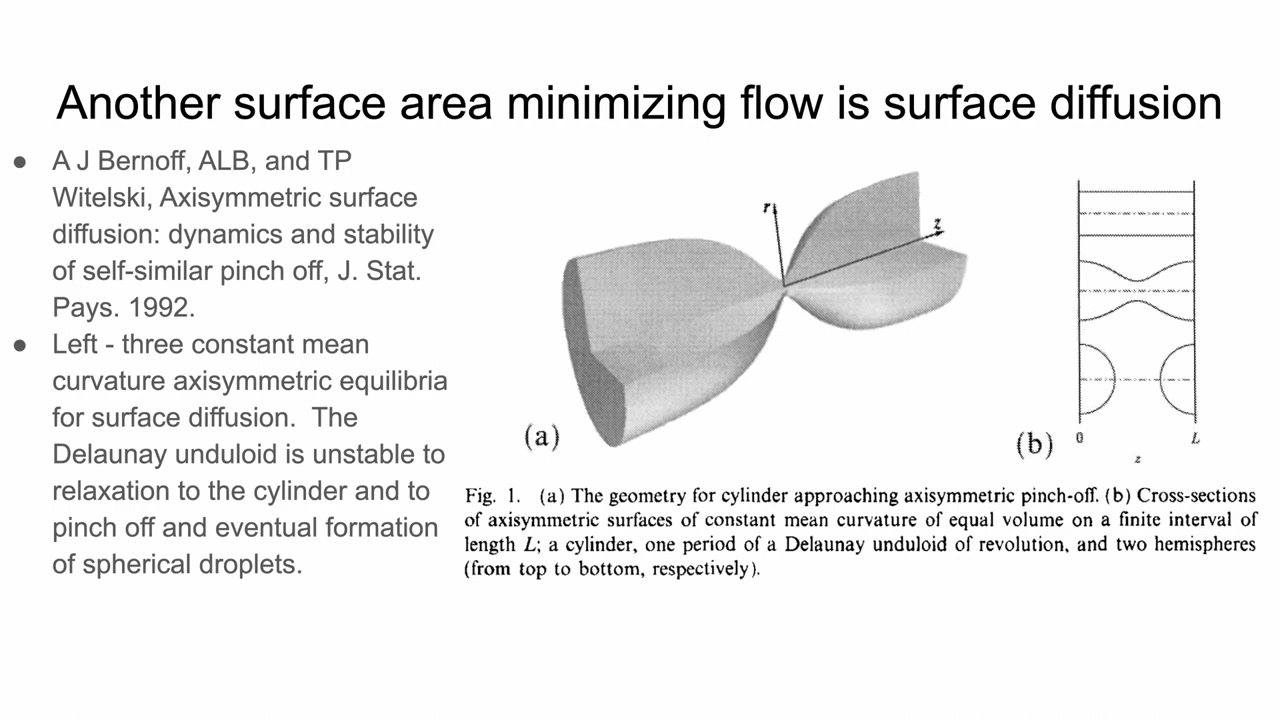 Another surface area minimizing flow is surface diffusion
● A J Bernoff, ALB, and TP
Witelski, Axisymmetric surface
diffusion: dynamics and stability
of self-similar pinch off, J. Stat.
Pays. 1992.
● Left - three constant mean
curvature axisymmetric equilibria
for surface diffusion.  The
Delaunay unduloid is unstable to
relaxation to the cylinder and to
pinch off and eventual formation
of spherical droplets.
r
z
(a)
(b)
0
L
z
Fig. 1. (a) The geometry for cylinder approaching axisymmetric pinch-off. (b) Cross-sections
of axisymmetric surfaces of constant mean curvature of equal volume on a finite interval of
length L; a cylinder, one period of a Delaunay unduloid of revolution, and two hemispheres
(from top to bottom, respectively).